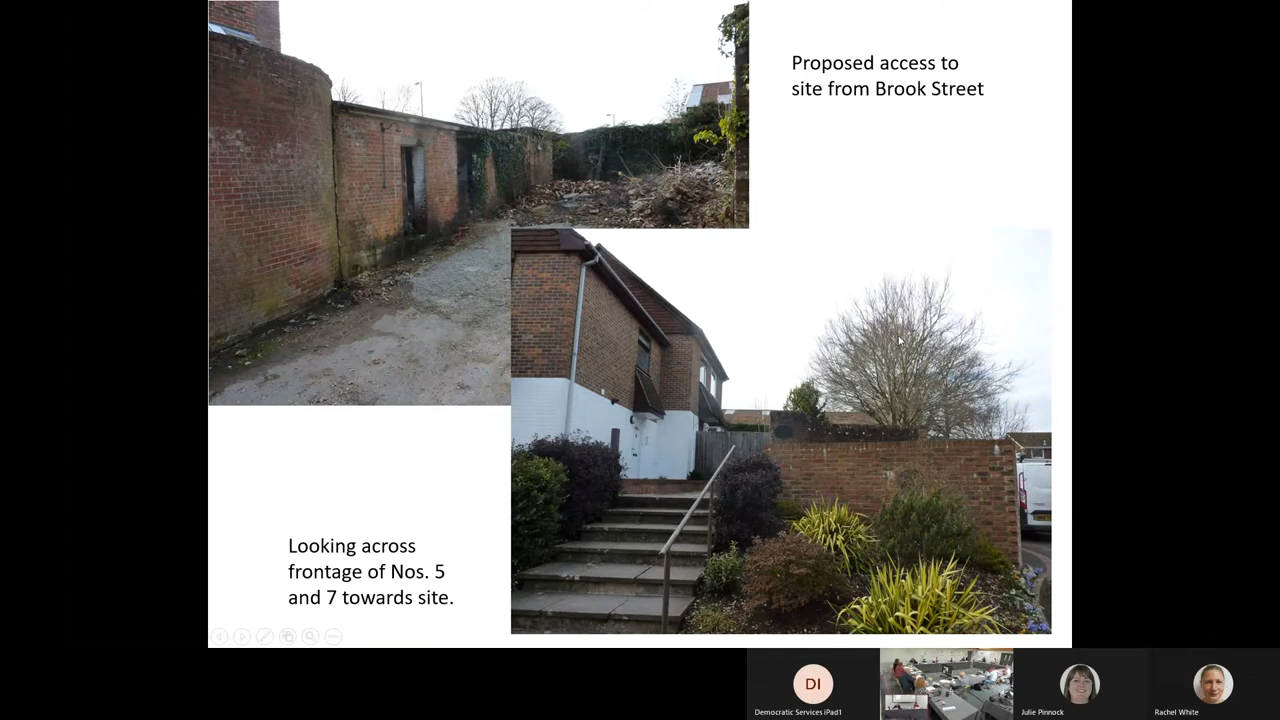 Proposed access to
site from Brook Street
Looking across
frontage of Nos. 5
and 7 towards site.
DI
Democratic Services iPad1
Julie Pinnock
Rachel White